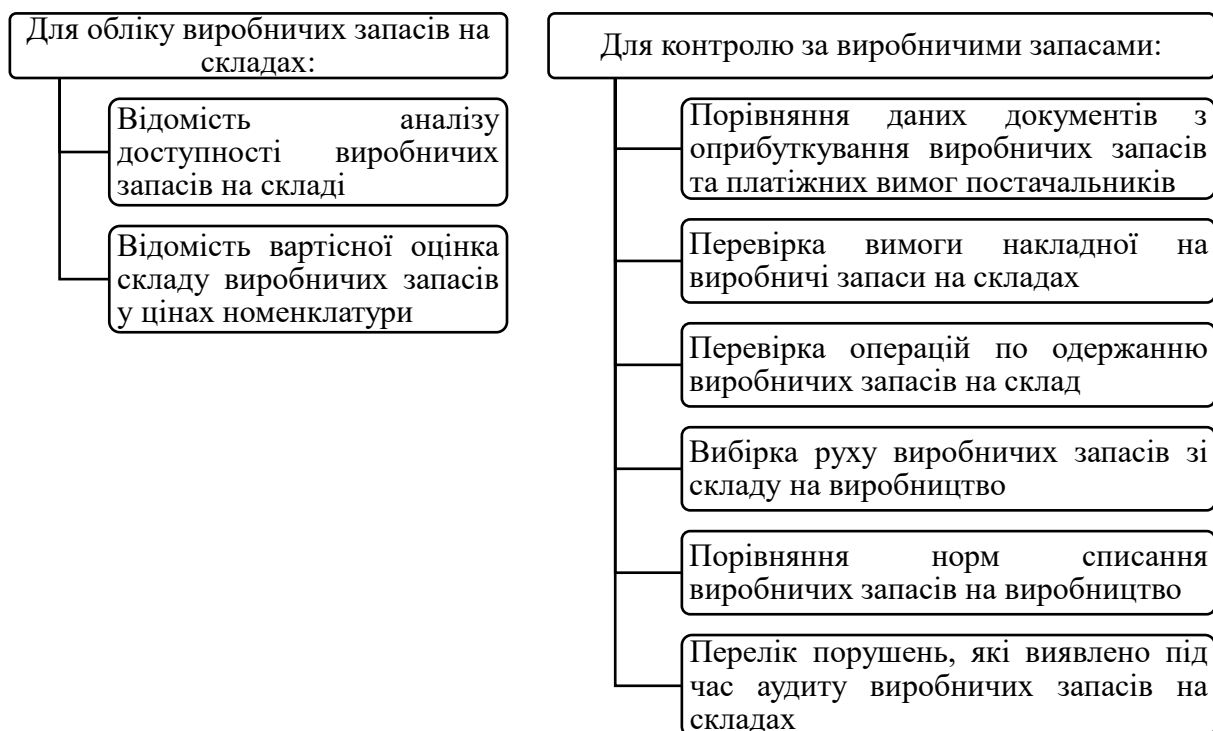 Для обліку виробничих запасів на
складах:
Відомість аналізу
доступності виробничих
запасів на складі
Відомість вартісної оцінка
складу виробничих запасів
у цінах номенклатури
Для контролю за виробничими запасами:
Порівняння даних документів з
оприбуткування виробничих запасів
та платіжних вимог постачальників
Перевірка вимоги накладної на
виробничі запаси на складах
Перевірка операцій по одержанню
виробничих запасів на склад
Вибірка руху виробничих запасів зі
складу на виробництво
Порівняння норм списання
виробничих запасів на виробництво
Перелік порушень, які виявлено під
час аудиту виробничих запасів на
складах